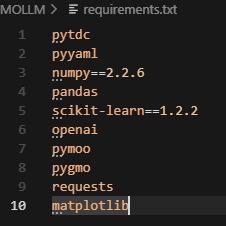 MOLLM > requirements.txt
1 pytdc
2 pyyaml
3 numpy==2.2.6
4 pandas
5 scikit-learn==1.2.2
6 openai
7 pymoo
8 pygmo
9 requests
10 matplotlib